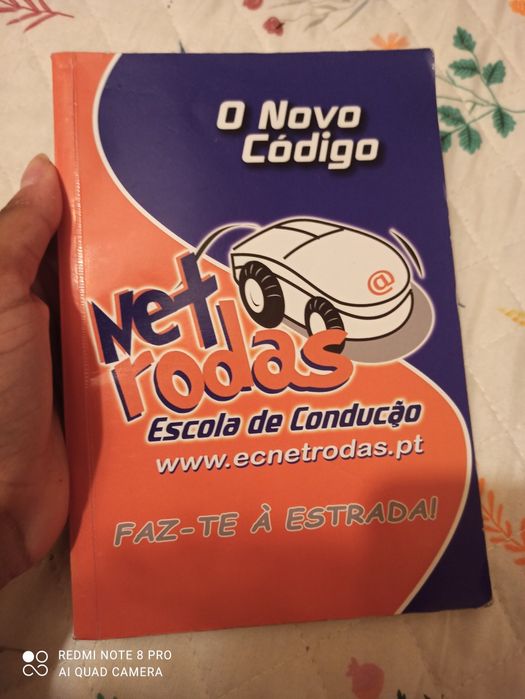 O Novo
Código
@
Net
rodas
Escola de Condução
www.ecnetrodas.pt
FAZ-TE À ESTRADA!
REDMI NOTE 8 PRO
AI QUAD CAMERA